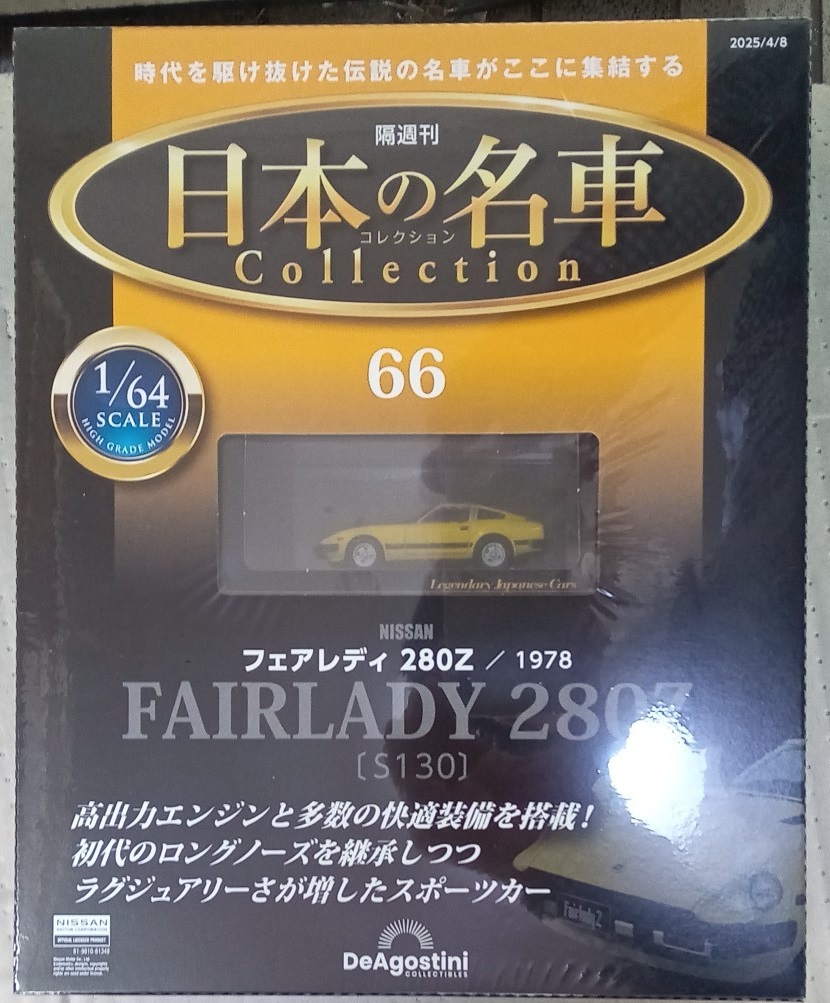 2025/4/8
時代を駆け抜けた伝説の名車がここに集結する
隔週刊
日本の名車
コレクション
Collection
66
1/64
SCALE
HIGH GRADE MODEL
Legendary Japanese Cars
NISSAN
フェアレディ 280Z / 1978
FAIRLADY 280Z
〔S130〕
高出力エンジンと多数の快適装備を搭載!
初代のロングノーズを継承しつつ
ラグジュアリーさが増したスポーツカー
Fairlady Z
NISSAN
OFFICIAL LICENSED PRODUCT
DeAgostini
COLLECTIBLES